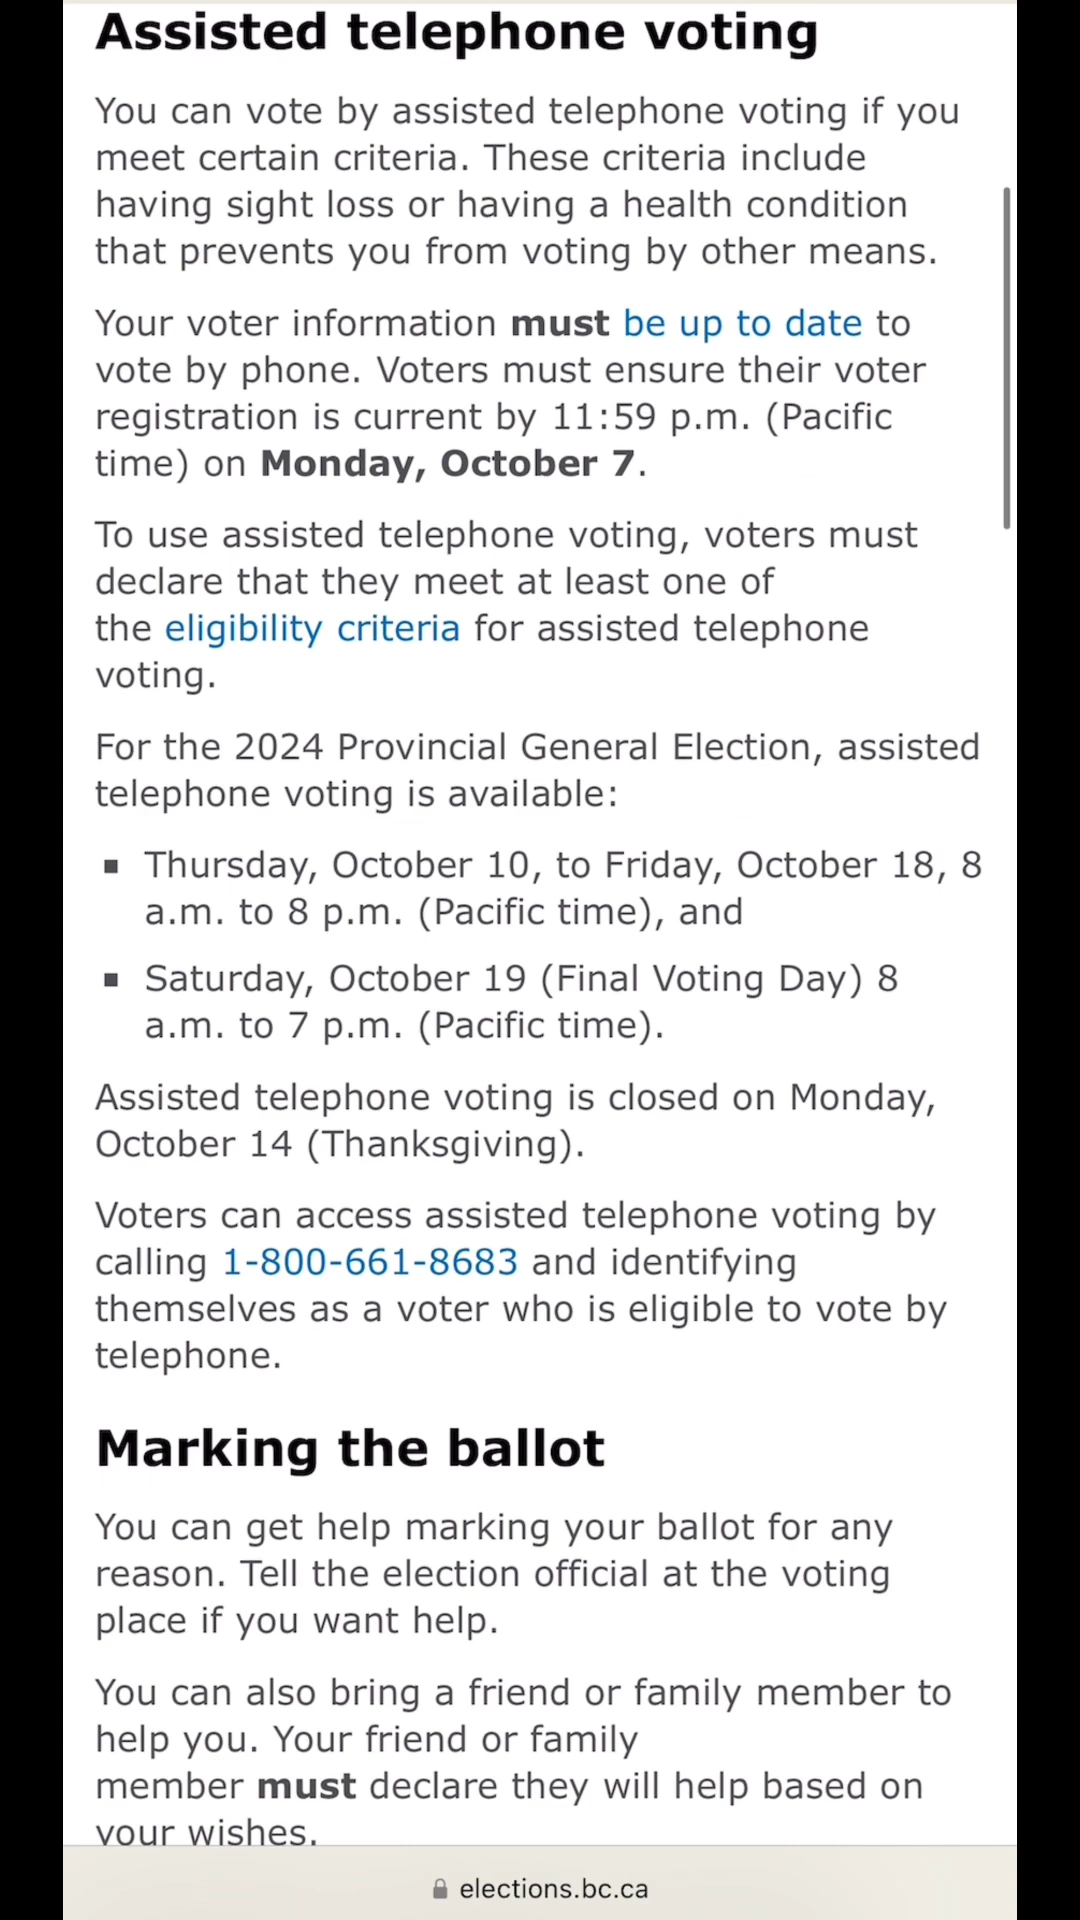 Assisted telephone voting
You can vote by assisted telephone voting if you
meet certain criteria. These criteria include
having sight loss or having a health condition
that prevents you from voting by other means.
Your voter information must be up to date to
vote by phone. Voters must ensure their voter
registration is current by 11:59 p.m. (Pacific
time) on Monday, October 7.
To use assisted telephone voting, voters must
declare that they meet at least one of
the eligibility criteria for assisted telephone
voting.
For the 2024 Provincial General Election, assisted
telephone voting is available:
▪ Thursday, October 10, to Friday, October 18, 8
a.m. to 8 p.m. (Pacific time), and
▪ Saturday, October 19 (Final Voting Day) 8
a.m. to 7 p.m. (Pacific time).
Assisted telephone voting is closed on Monday,
October 14 (Thanksgiving).
Voters can access assisted telephone voting by
calling 1-800-661-8683 and identifying
themselves as a voter who is eligible to vote by
telephone.
Marking the ballot
You can get help marking your ballot for any
reason. Tell the election official at the voting
place if you want help.
You can also bring a friend or family member to
help you. Your friend or family
member must declare they will help based on
your wishes.
elections.bc.ca